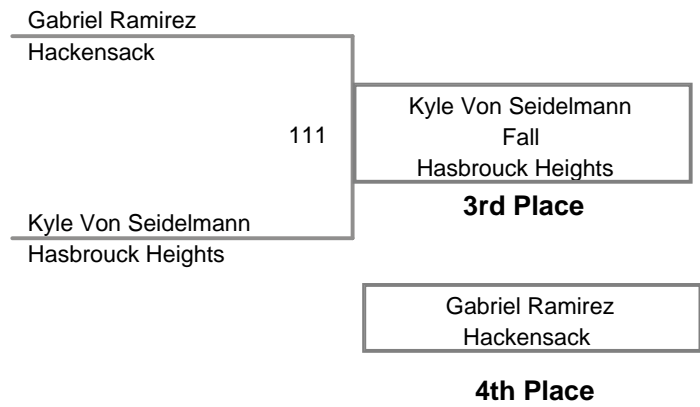 Gabriel Ramirez
Hackensack
111
Kyle Von Seidelmann
Fall
Hasbrouck Heights
3rd Place
Kyle Von Seidelmann
Hasbrouck Heights
Gabriel Ramirez
Hackensack
4th Place